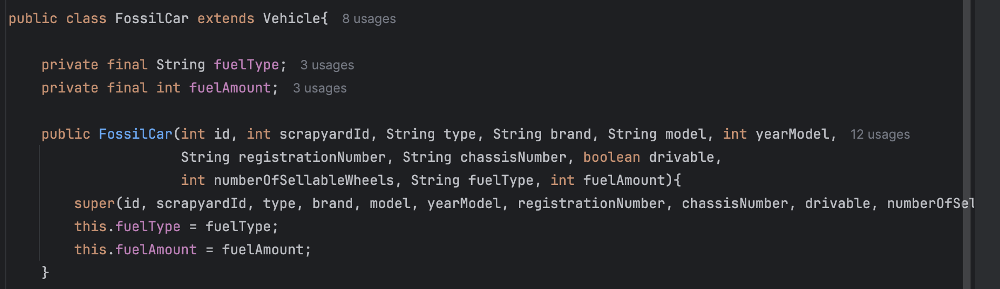 public class FossilCar extends Vehicle{ 8 usages
private final String fuelType; 3 usages
private final int fuelAmount; 3 usages
public FossilCar(int id, int scrapyardId, String type, String brand, String model, int yearModel, 12 usages
String registrationNumber, String chassisNumber, boolean drivable,
int numberOfSellableWheels, String fuelType, int fuelAmount){
super(id, scrapyardId, type, brand, model, yearModel, registrationNumber, chassisNumber, drivable, numberOfSel
this.fuelType = fuelType;
this.fuelAmount = fuelAmount;
}